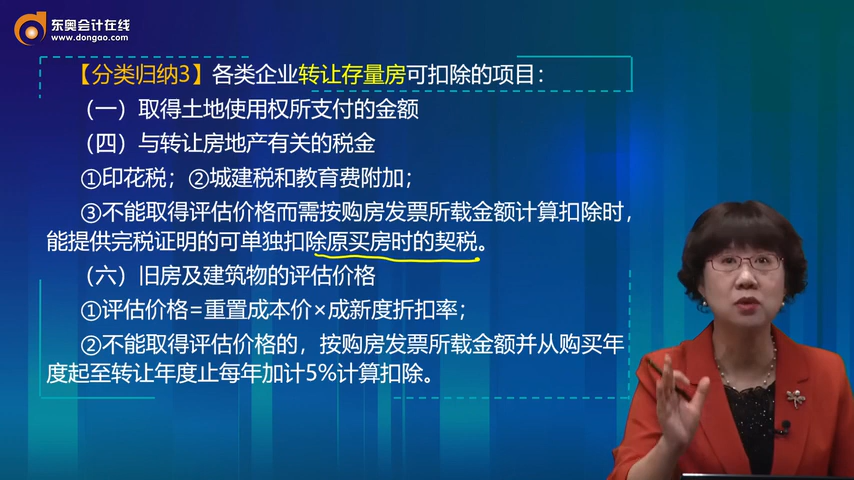 东奥会计在线
www.dongao.com
【分类归纳3】各类企业转让存量房可扣除的项目：
（一）取得土地使用权所支付的金额
（四）与转让房地产有关的税金
①印花税；②城建税和教育费附加；
③不能取得评估价格而需按购房发票所载金额计算扣除时，
能提供完税证明的可单独扣除原买房时的契税。
（六）旧房及建筑物的评估价格
①评估价格=重置成本价×成新度折扣率；
②不能取得评估价格的，按购房发票所载金额并从购买年
度起至转让年度止每年加计5%计算扣除。